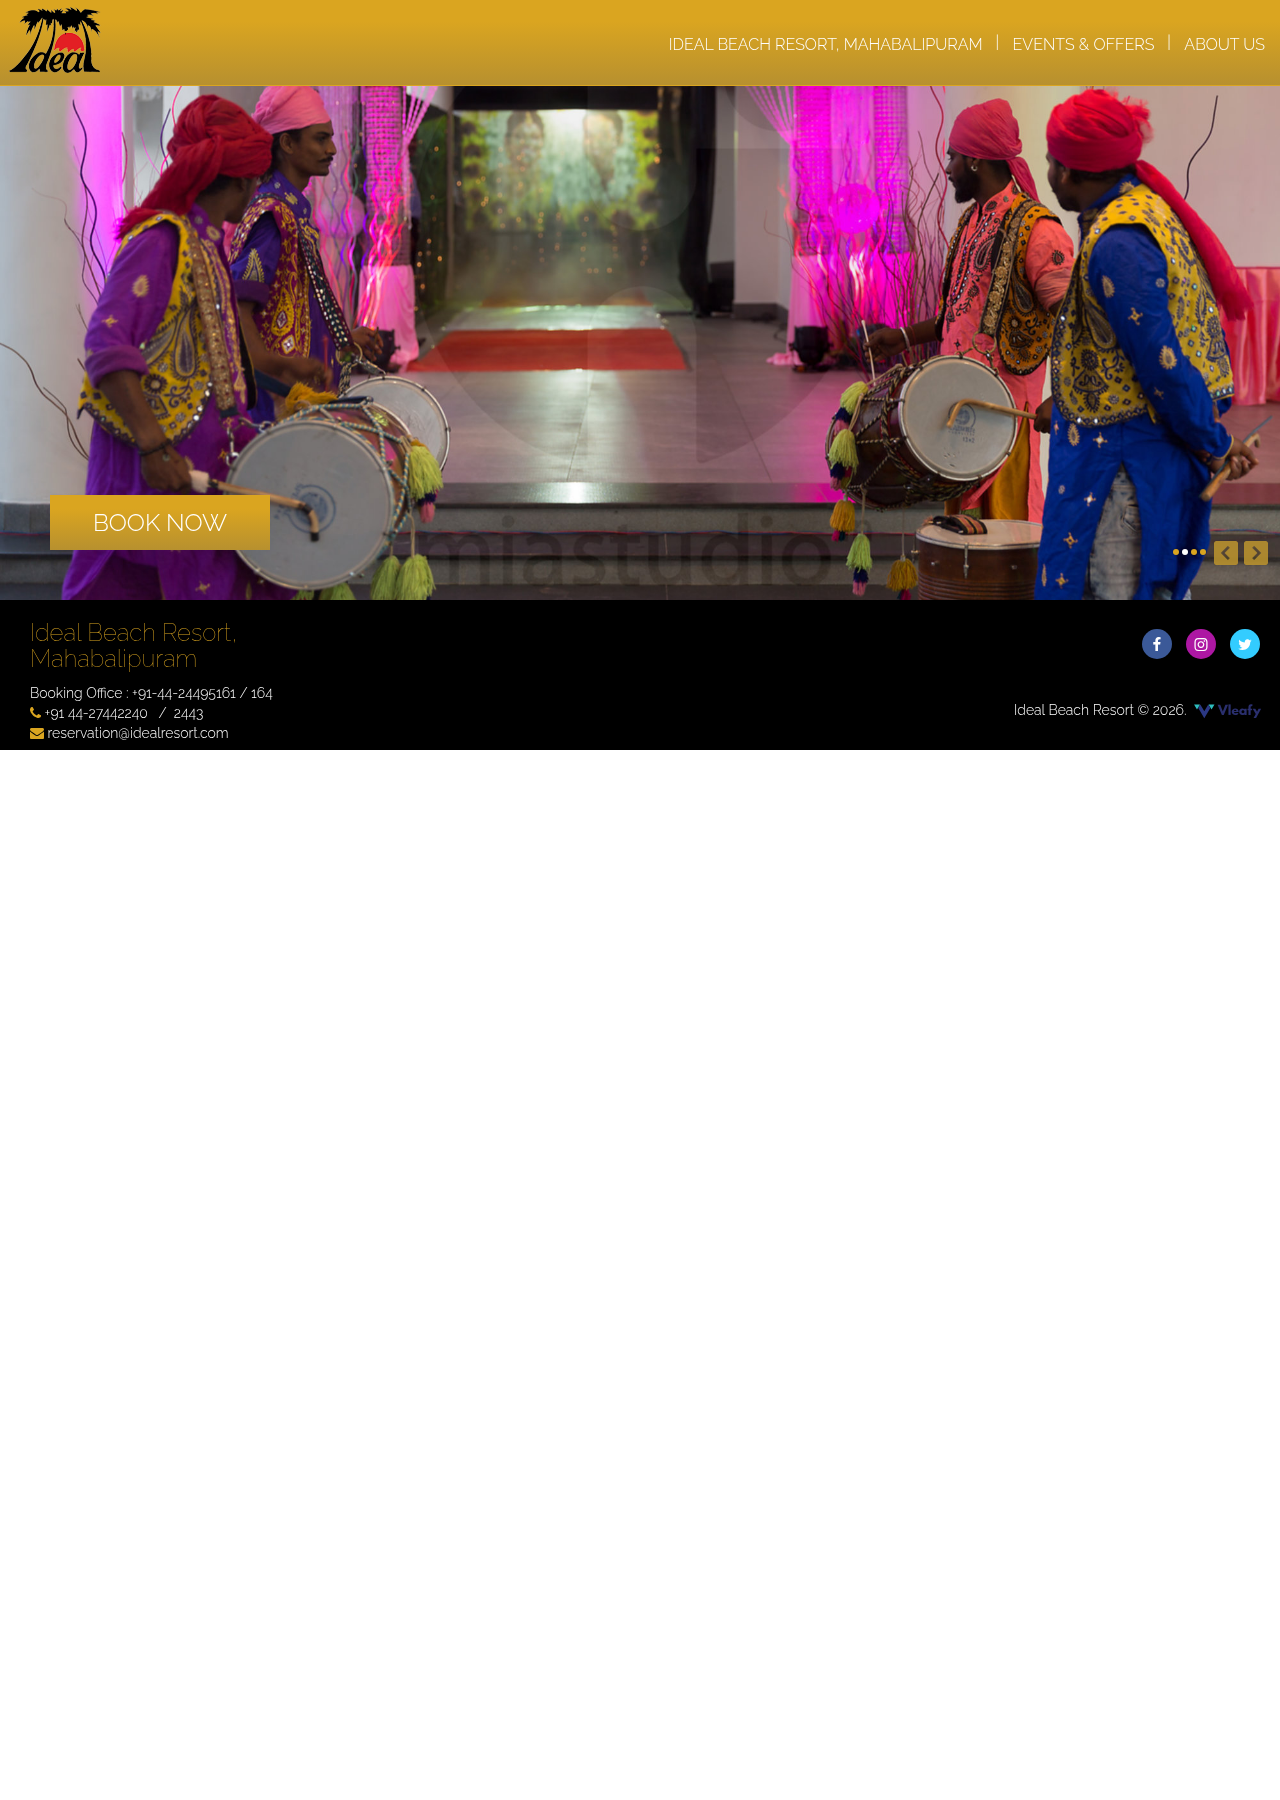 Ideal
IDEAL BEACH RESORT, MAHABALIPURAM | EVENTS & OFFERS | ABOUT US
miastudio
BOOK NOW
Ideal Beach Resort,
Mahabalipuram
Booking Office : +91-44-24495161 / 164
+91 44-27442240 / 2443
reservation@idealresort.com
Ideal Beach Resort © 2026. Vleafy